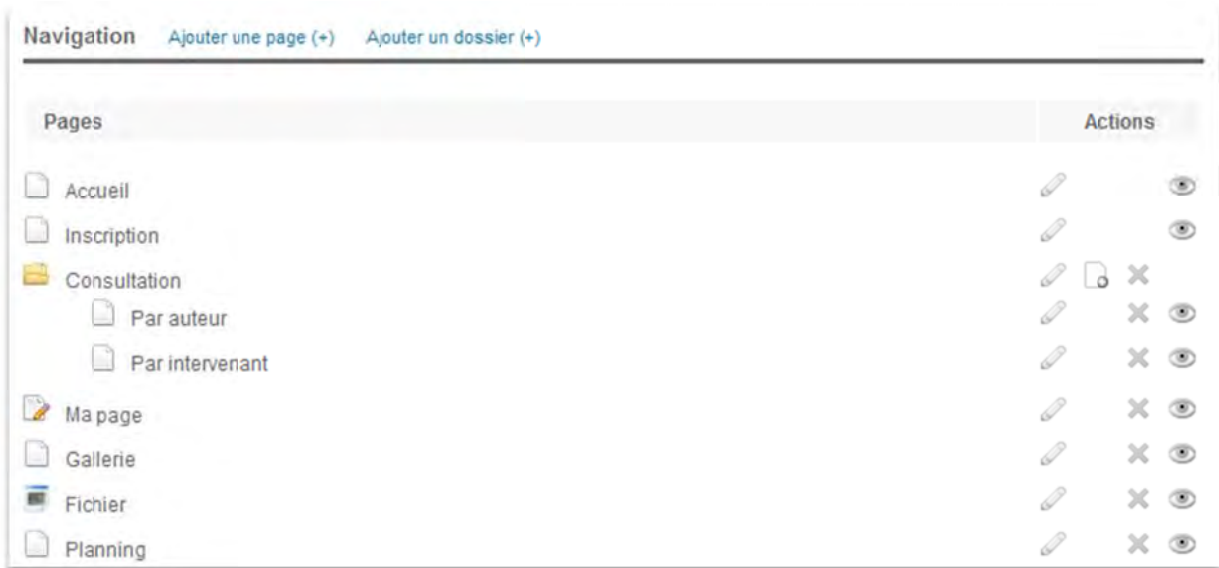 Navigation Ajouter une page (+) Ajouter un dossier (+)
Pages Actions
Accueil
Inscription
Consultation
Par auteur
Par intervenant
Ma page
Gallerie
Fichier
Planning